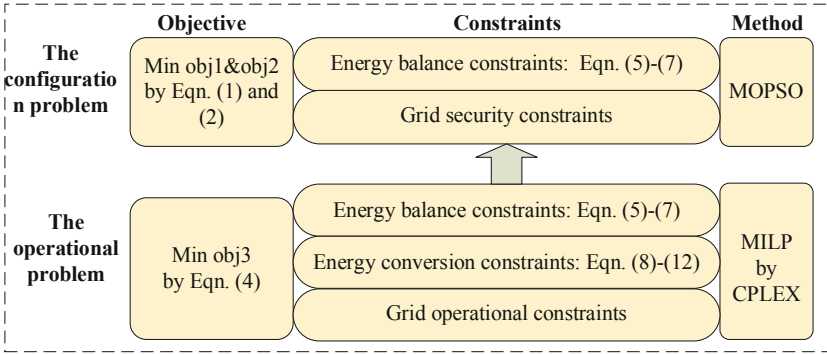 Objective Constraints Method
The
configuratio
n problem
Min obj1&obj2
by Eqn. (1) and
(2)
Energy balance constraints: Eqn. (5)-(7)
Grid security constraints
MOPSO
The
operational
problem
Min obj3
by Eqn. (4)
Energy balance constraints: Eqn. (5)-(7)
Energy conversion constraints: Eqn. (8)-(12)
Grid operational constraints
MILP
by
CPLEX